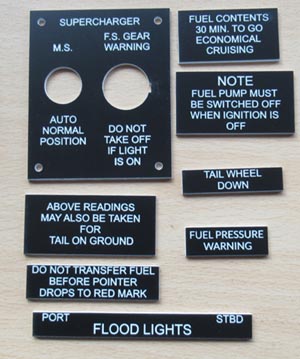 SUPERCHARGER
M.S.
F.S. GEAR
WARNING
AUTO
NORMAL
POSITION
DO NOT
TAKE OFF
IF LIGHT
IS ON
FUEL CONTENTS
30 MIN. TO GO
ECONOMICAL
CRUISING
NOTE
FUEL PUMP MUST
BE SWITCHED OFF
WHEN IGNITION IS
OFF
TAIL WHEEL
DOWN
ABOVE READINGS
MAY ALSO BE TAKEN
FOR
TAIL ON GROUND
FUEL PRESSURE
WARNING
DO NOT TRANSFER FUEL
BEFORE POINTER
DROPS TO RED MARK
PORT STBD
FLOOD LIGHTS